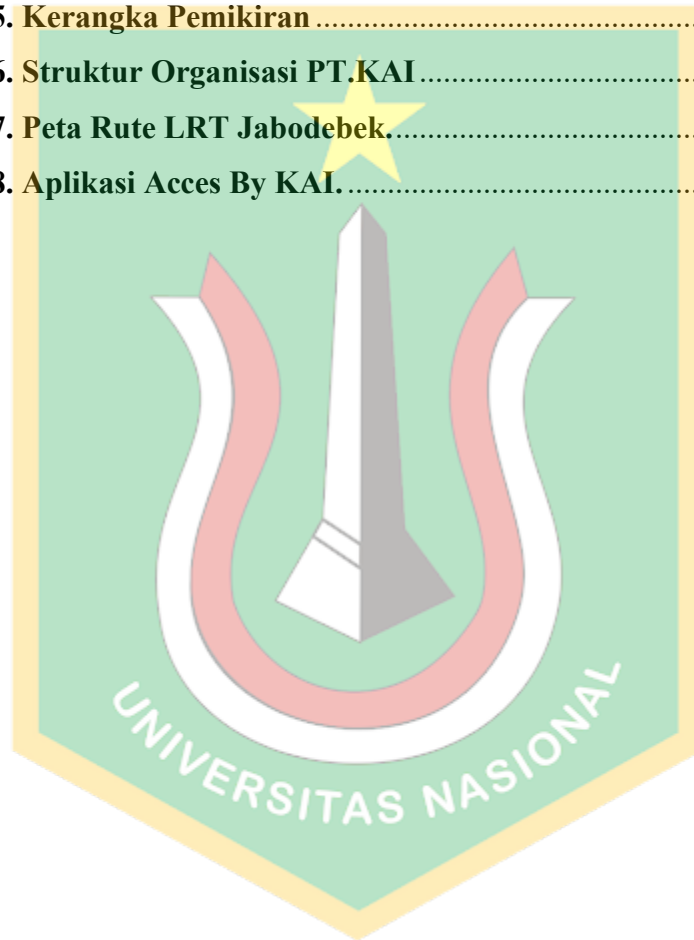 5. Kerangka Pemikiran ........................................................
6. Struktur Organisasi PT.KAI ........................................
7. Peta Rute LRT Jabodebek. ............................................
8. Aplikasi Acces By KAI. ..................................................
UNIVERSITAS NASIONAL